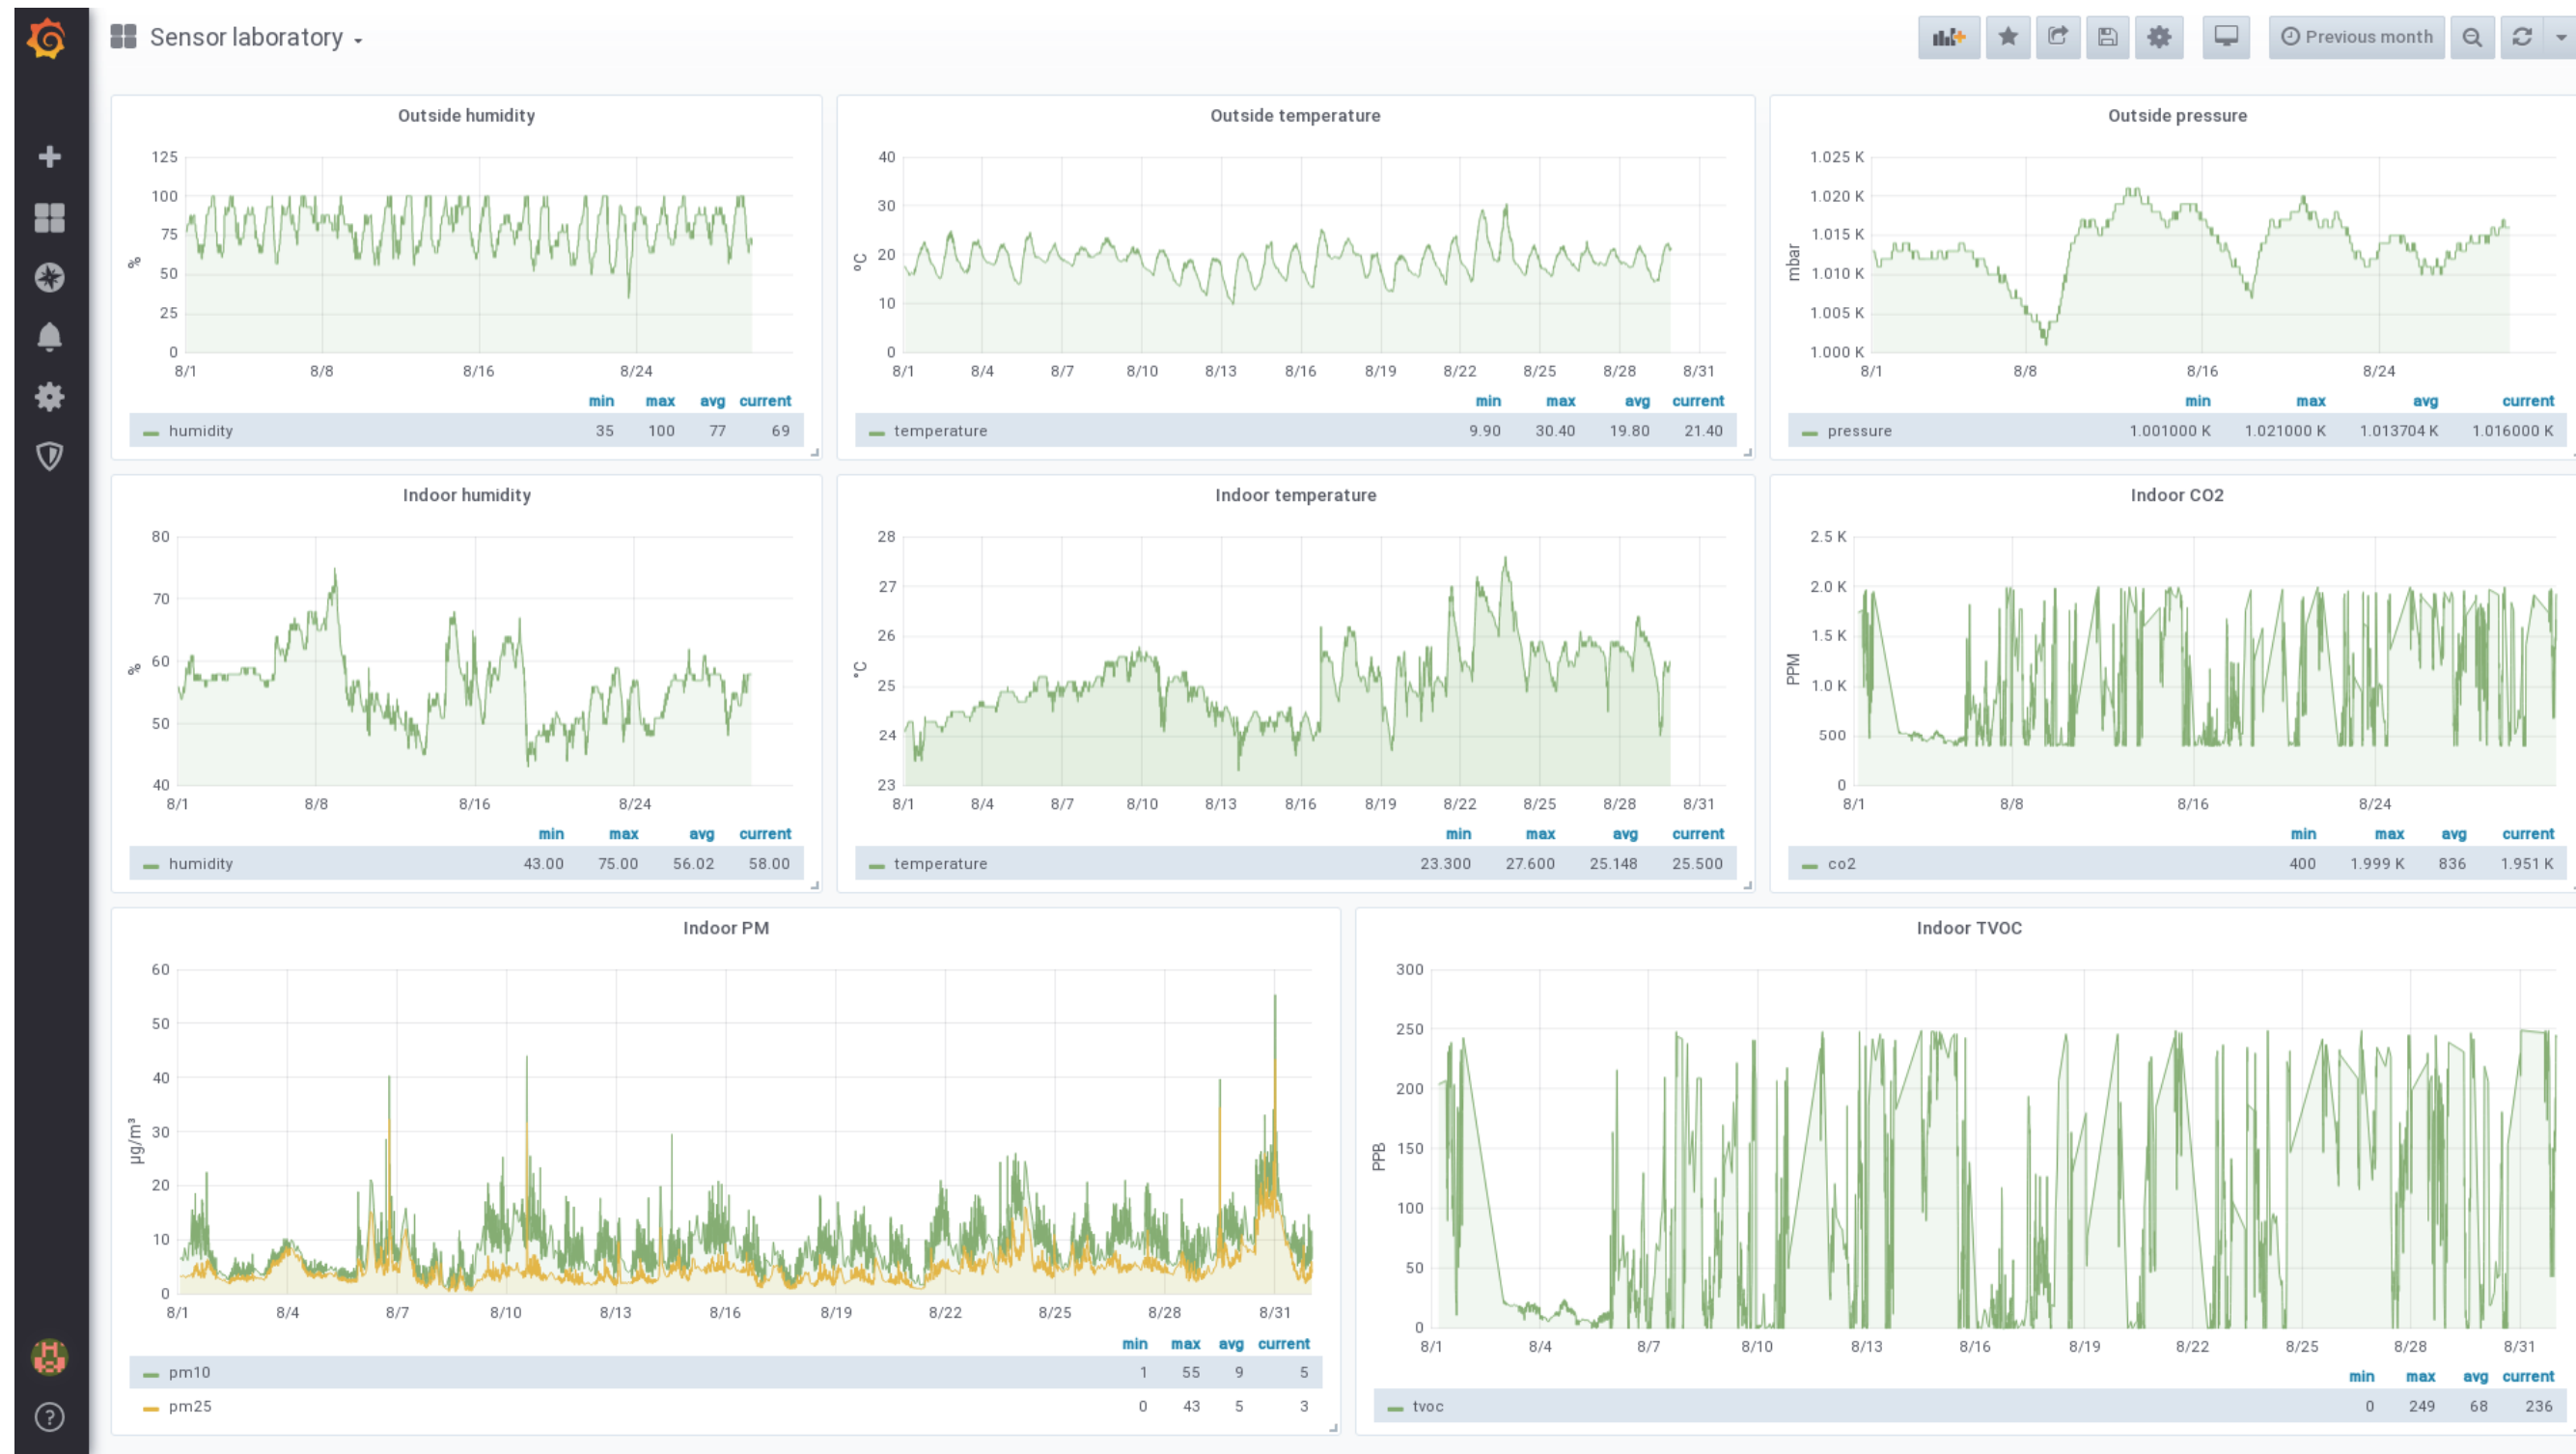 Sensor laboratory
Previous month
Outside humidity
125
100
75
50
25
0
%
8/1 8/8 8/16 8/24
min max avg current
humidity 35 100 77 69
Outside temperature
40
30
20
10
0
°C
8/1 8/4 8/7 8/10 8/13 8/16 8/19 8/22 8/25 8/28 8/31
min max avg current
temperature 9.90 30.40 19.80 21.40
Outside pressure
1.025 K
1.020 K
1.015 K
1.010 K
1.005 K
1.000 K
mbar
8/1 8/8 8/16 8/24
min max avg current
pressure 1.001000 K 1.021000 K 1.013704 K 1.016000 K
Indoor humidity
80
70
60
50
40
%
8/1 8/8 8/16 8/24
min max avg current
humidity 43.00 75.00 56.02 58.00
Indoor temperature
28
27
26
25
24
23
°C
8/1 8/4 8/7 8/10 8/13 8/16 8/19 8/22 8/25 8/28 8/31
min max avg current
temperature 23.300 27.600 25.148 25.500
Indoor CO2
2.5 K
2.0 K
1.5 K
1.0 K
500
0
PPM
8/1 8/8 8/16 8/24
min max avg current
co2 400 1.999 K 836 1.951 K
Indoor PM
60
50
40
30
20
10
0
µg/m³
8/1 8/4 8/7 8/10 8/13 8/16 8/19 8/22 8/25 8/28 8/31
min max avg current
pm10 1 55 9 5
pm25 0 43 5 3
Indoor TVOC
300
250
200
150
100
50
0
PPB
8/1 8/4 8/7 8/10 8/13 8/16 8/19 8/22 8/25 8/28 8/31
min max avg current
tvoc 0 249 68 236